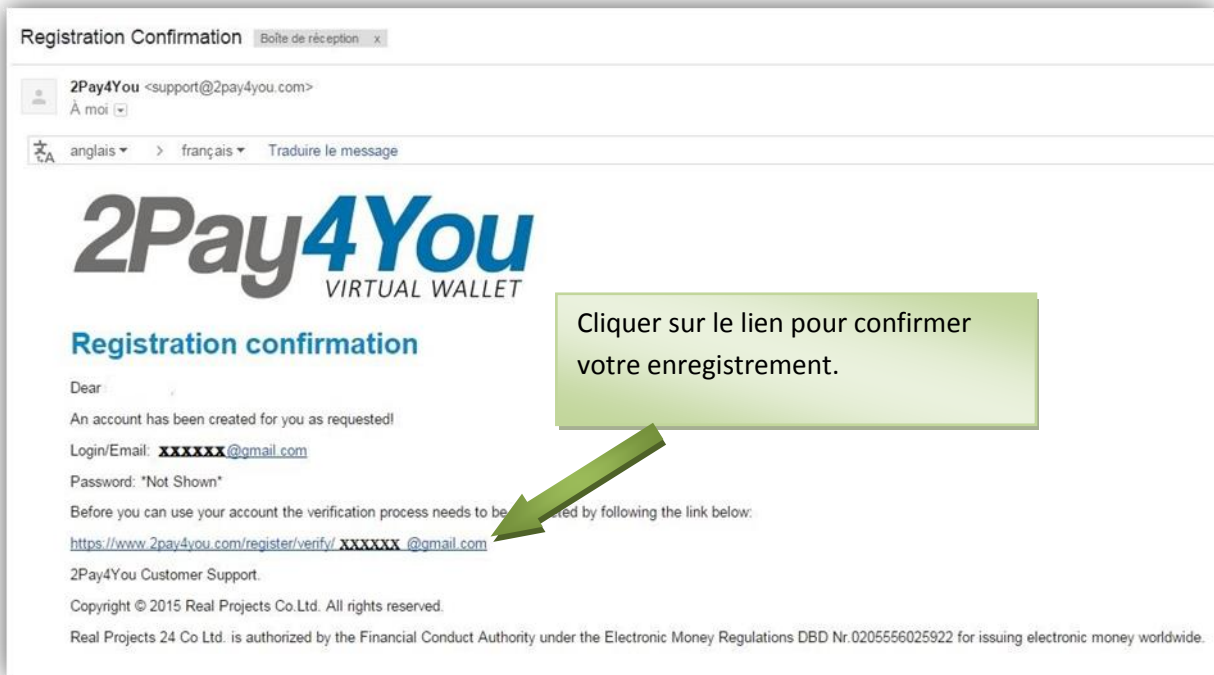 Registration Confirmation Boîte de réception x
2Pay4You <support@2pay4you.com>
À moi
anglais > français Traduire le message
2Pay4You
VIRTUAL WALLET
Cliquer sur le lien pour confirmer
votre enregistrement.
Registration confirmation
Dear ,
An account has been created for you as requested!
Login/Email: XXXXXX@gmail.com
Password: *Not Shown*
Before you can use your account the verification process needs to be ted by following the link below:
https://www.2pay4you.com/register/verify/ XXXXXX @gmail.com
2Pay4You Customer Support.
Copyright © 2015 Real Projects Co.Ltd. All rights reserved.
Real Projects 24 Co Ltd. is authorized by the Financial Conduct Authority under the Electronic Money Regulations DBD Nr.0205556025922 for issuing electronic money worldwide.